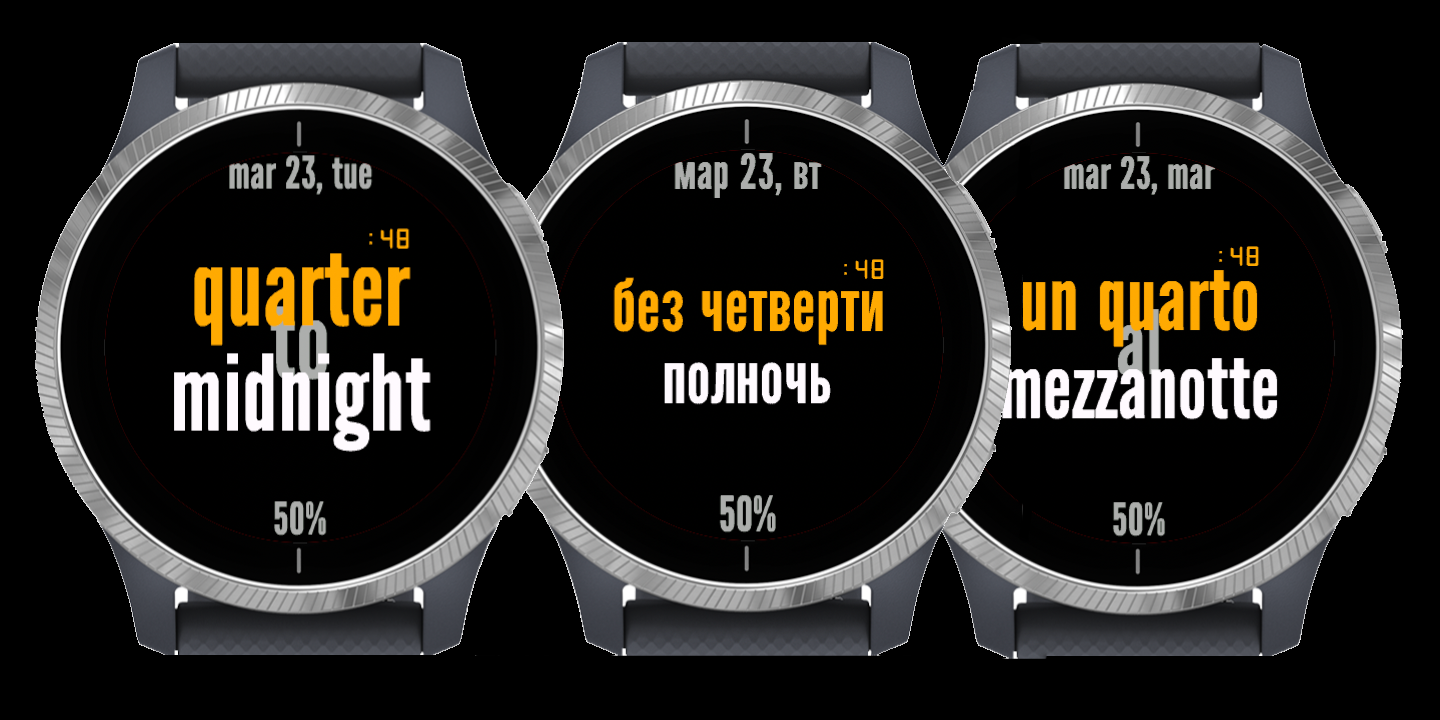 mar 23, tue
:48
quarter
to
midnight
50%
мар 23, вт
:48
без четверти
полночь
50%
mar 23, mar
:48
un quarto
al
mezzanotte
50%